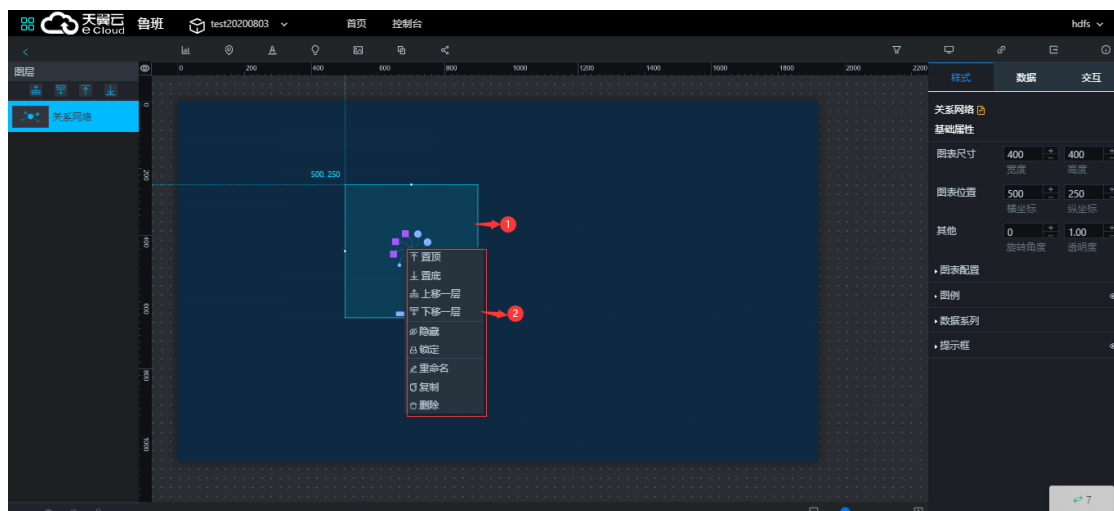 天翼云 e Cloud 鲁班 test20200803 首页 控制台 hdfs
图层
0 200 400 600 800 1000 1200 1400 1600 1800 2000 2200
样式 数据 交互
关系网络
0
200
400
600
800
1000
500, 250
1
置顶
置底
上移一层
下移一层
2
隐藏
锁定
重命名
复制
删除
关系网络
基础属性
图表尺寸 400 400
宽度 高度
图表位置 500 250
横坐标 纵坐标
其他 0 1.00
旋转角度 透明度
图表配置
图例
数据系列
提示框
7